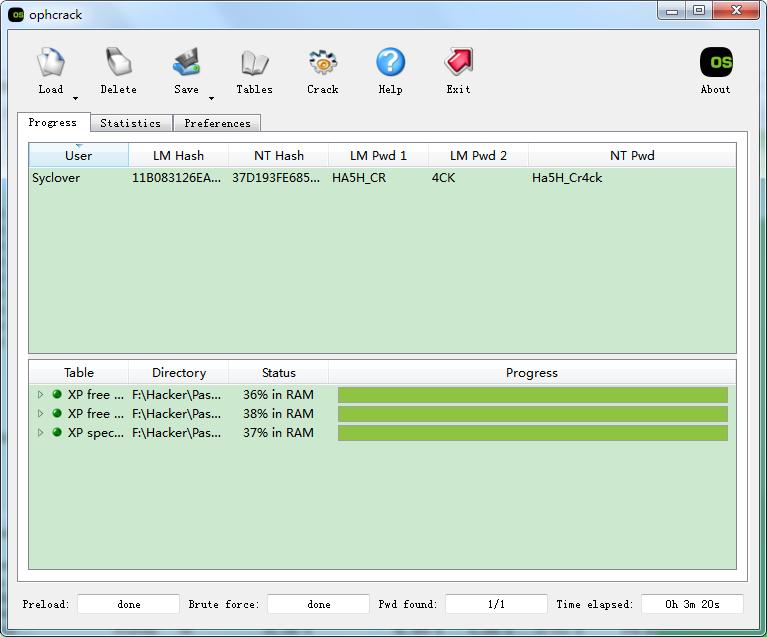 ophcrack
Load Delete Save Tables Crack Help Exit os About
Progress Statistics Preferences
User LM Hash NT Hash LM Pwd 1 LM Pwd 2 NT Pwd
Syclover 11B083126EA... 37D193FE685... HA5H_CR 4CK Ha5H_Cr4ck
Table Directory Status Progress
XP free ... F:\Hacker\Pas... 36% in RAM
XP free ... F:\Hacker\Pas... 38% in RAM
XP spec... F:\Hacker\Pas... 37% in RAM
Preload: done Brute force: done Pwd found: 1/1 Time elapsed: 0h 3m 20s